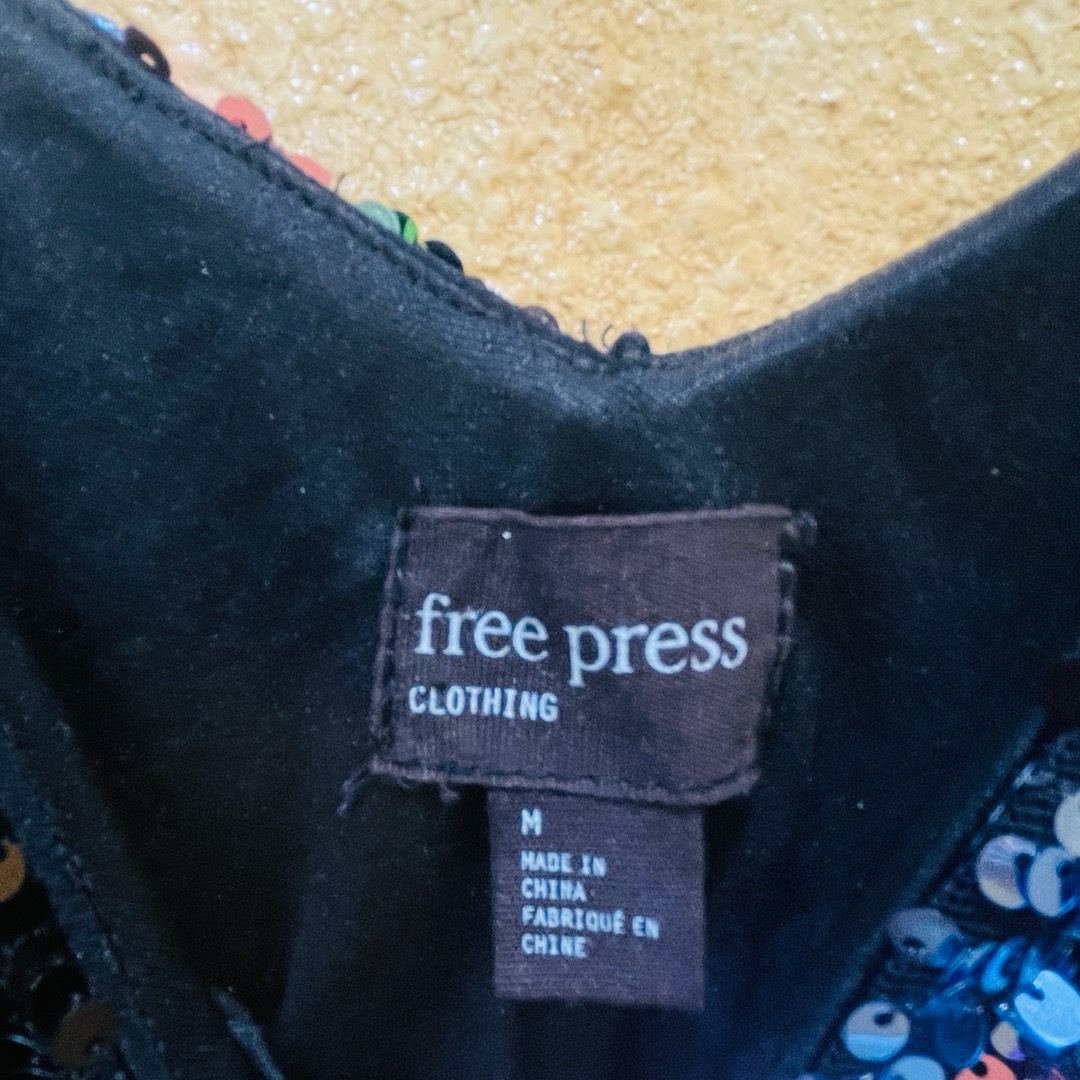 free press
CLOTHING
M
MADE IN
CHINA
FABRIQUÉ EN
CHINE